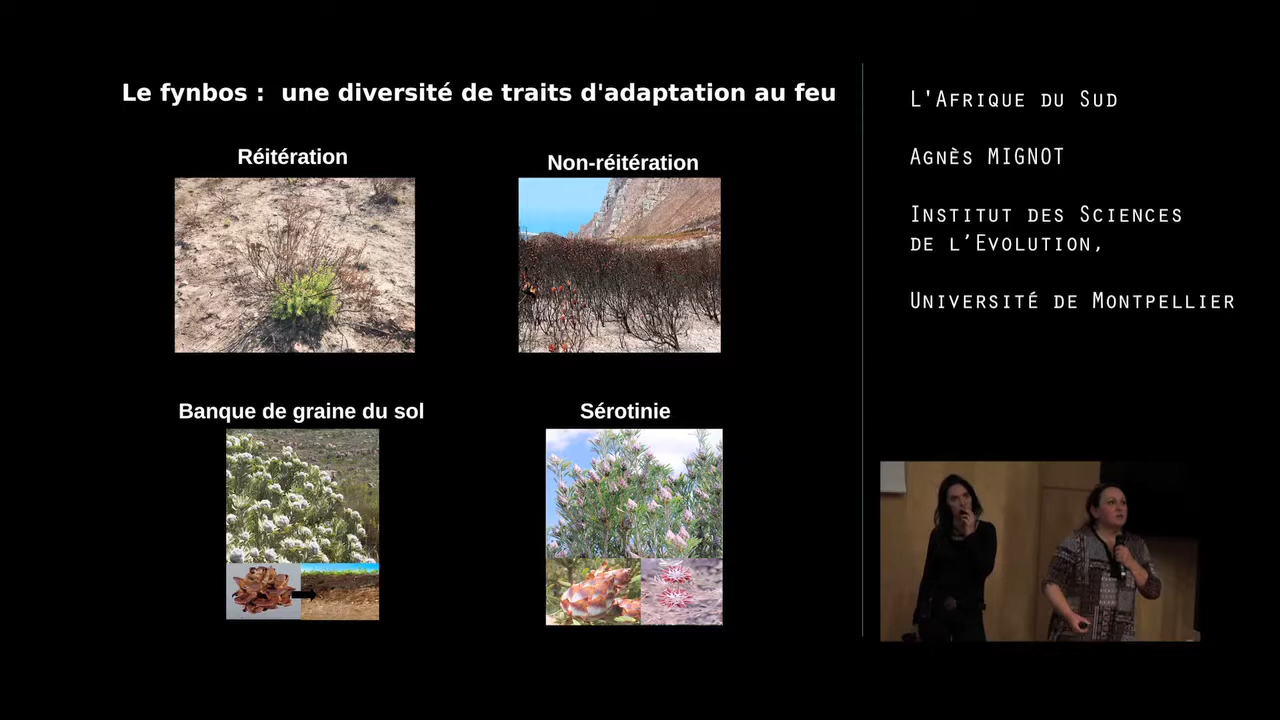 Le fynbos : une diversité de traits d'adaptation au feu
Réitération
Non-réitération
Banque de graine du sol
Sérotinie
L'Afrique du Sud
Agnès MIGNOT
Institut des Sciences
de l’Evolution,
Université de Montpellier